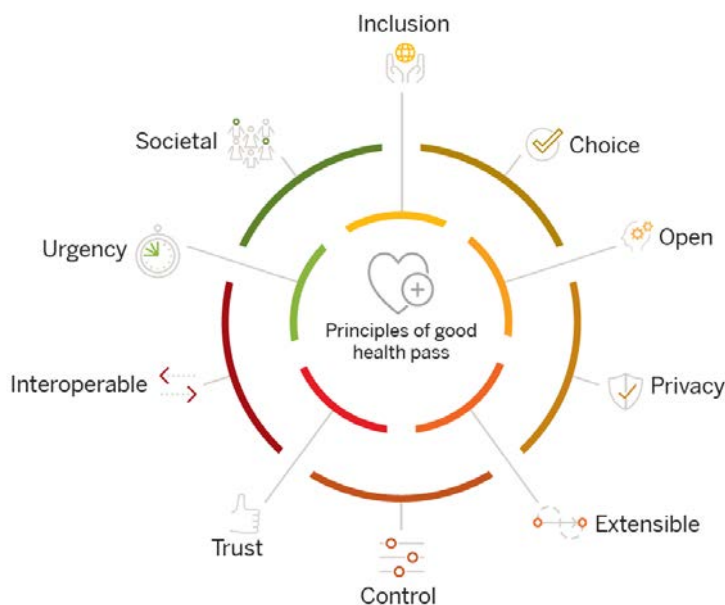 Inclusion
Societal
Choice
Urgency
Open
Principles of good
health pass
Interoperable
Privacy
Trust
Extensible
Control